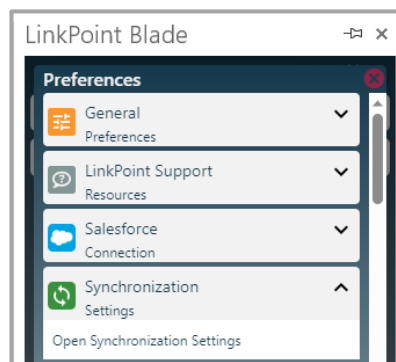 LinkPoint Blade
Preferences
General
Preferences
LinkPoint Support
Resources
Salesforce
Connection
Synchronization
Settings
Open Synchronization Settings